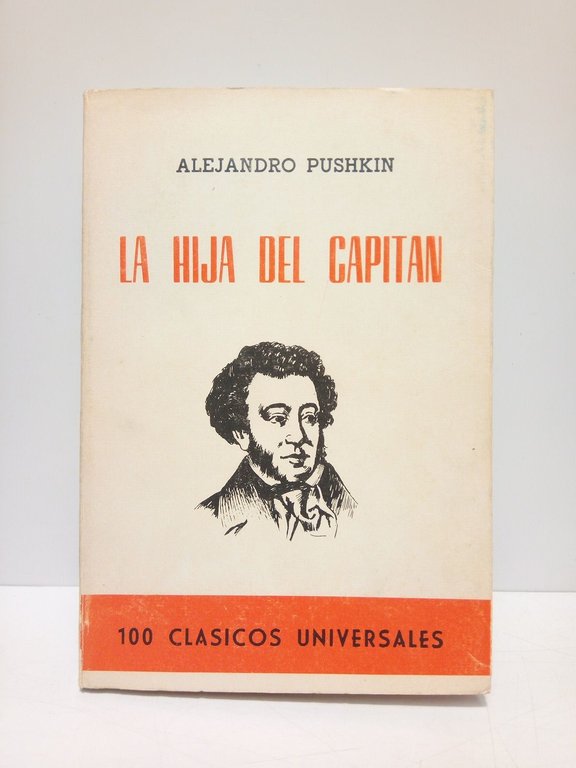 ALEJANDRO PUSHKIN
LA HIJA DEL CAPITAN
100 CLASICOS UNIVERSALES